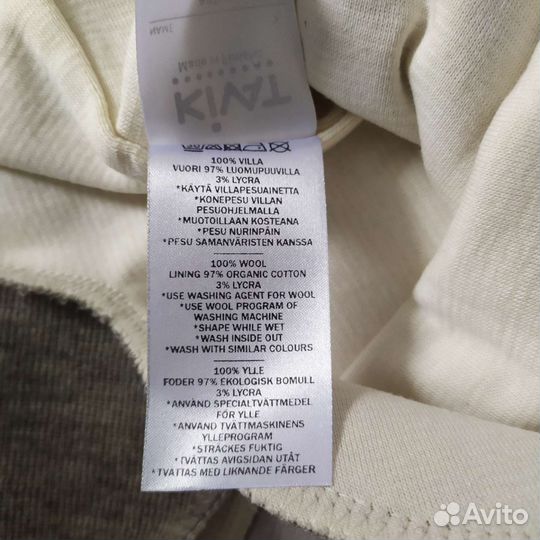 KIVAT
100% VILLA
VUORI 97% LUOMUPUUVILLA
3% LYCRA
*KÄYTÄ VILLAPESUAINETTA
*KONEPESU VILLAN
PESUOHJELMALLA
*MUOTOILLAAN KOSTEANA
*PESU NURINPÄIN
*PESU SAMANVÄRISTEN KANSSA
100% WOOL
LINING 97% ORGANIC COTTON
3% LYCRA
*USE WASHING AGENT FOR WOOL
*USE WOOL PROGRAM OF
WASHING MACHINE
*SHAPE WHILE WET
*WASH INSIDE OUT
*WASH WITH SIMILAR COLOURS
100% YLLE
FODER 97% EKOLOGISK BOMULL
3% LYCRA
*ANVÄND SPECIALTVÄTTMEDEL
FÖR YLLE
*ANVÄND TVÄTTMASKINENS
YLLEPROGRAM
*STRÄCKES FUKTIG
*TVÄTTAS AVIGSIDAN UTÅT
*TVÄTTAS MED LIKNANDE FÄRGER
Avito